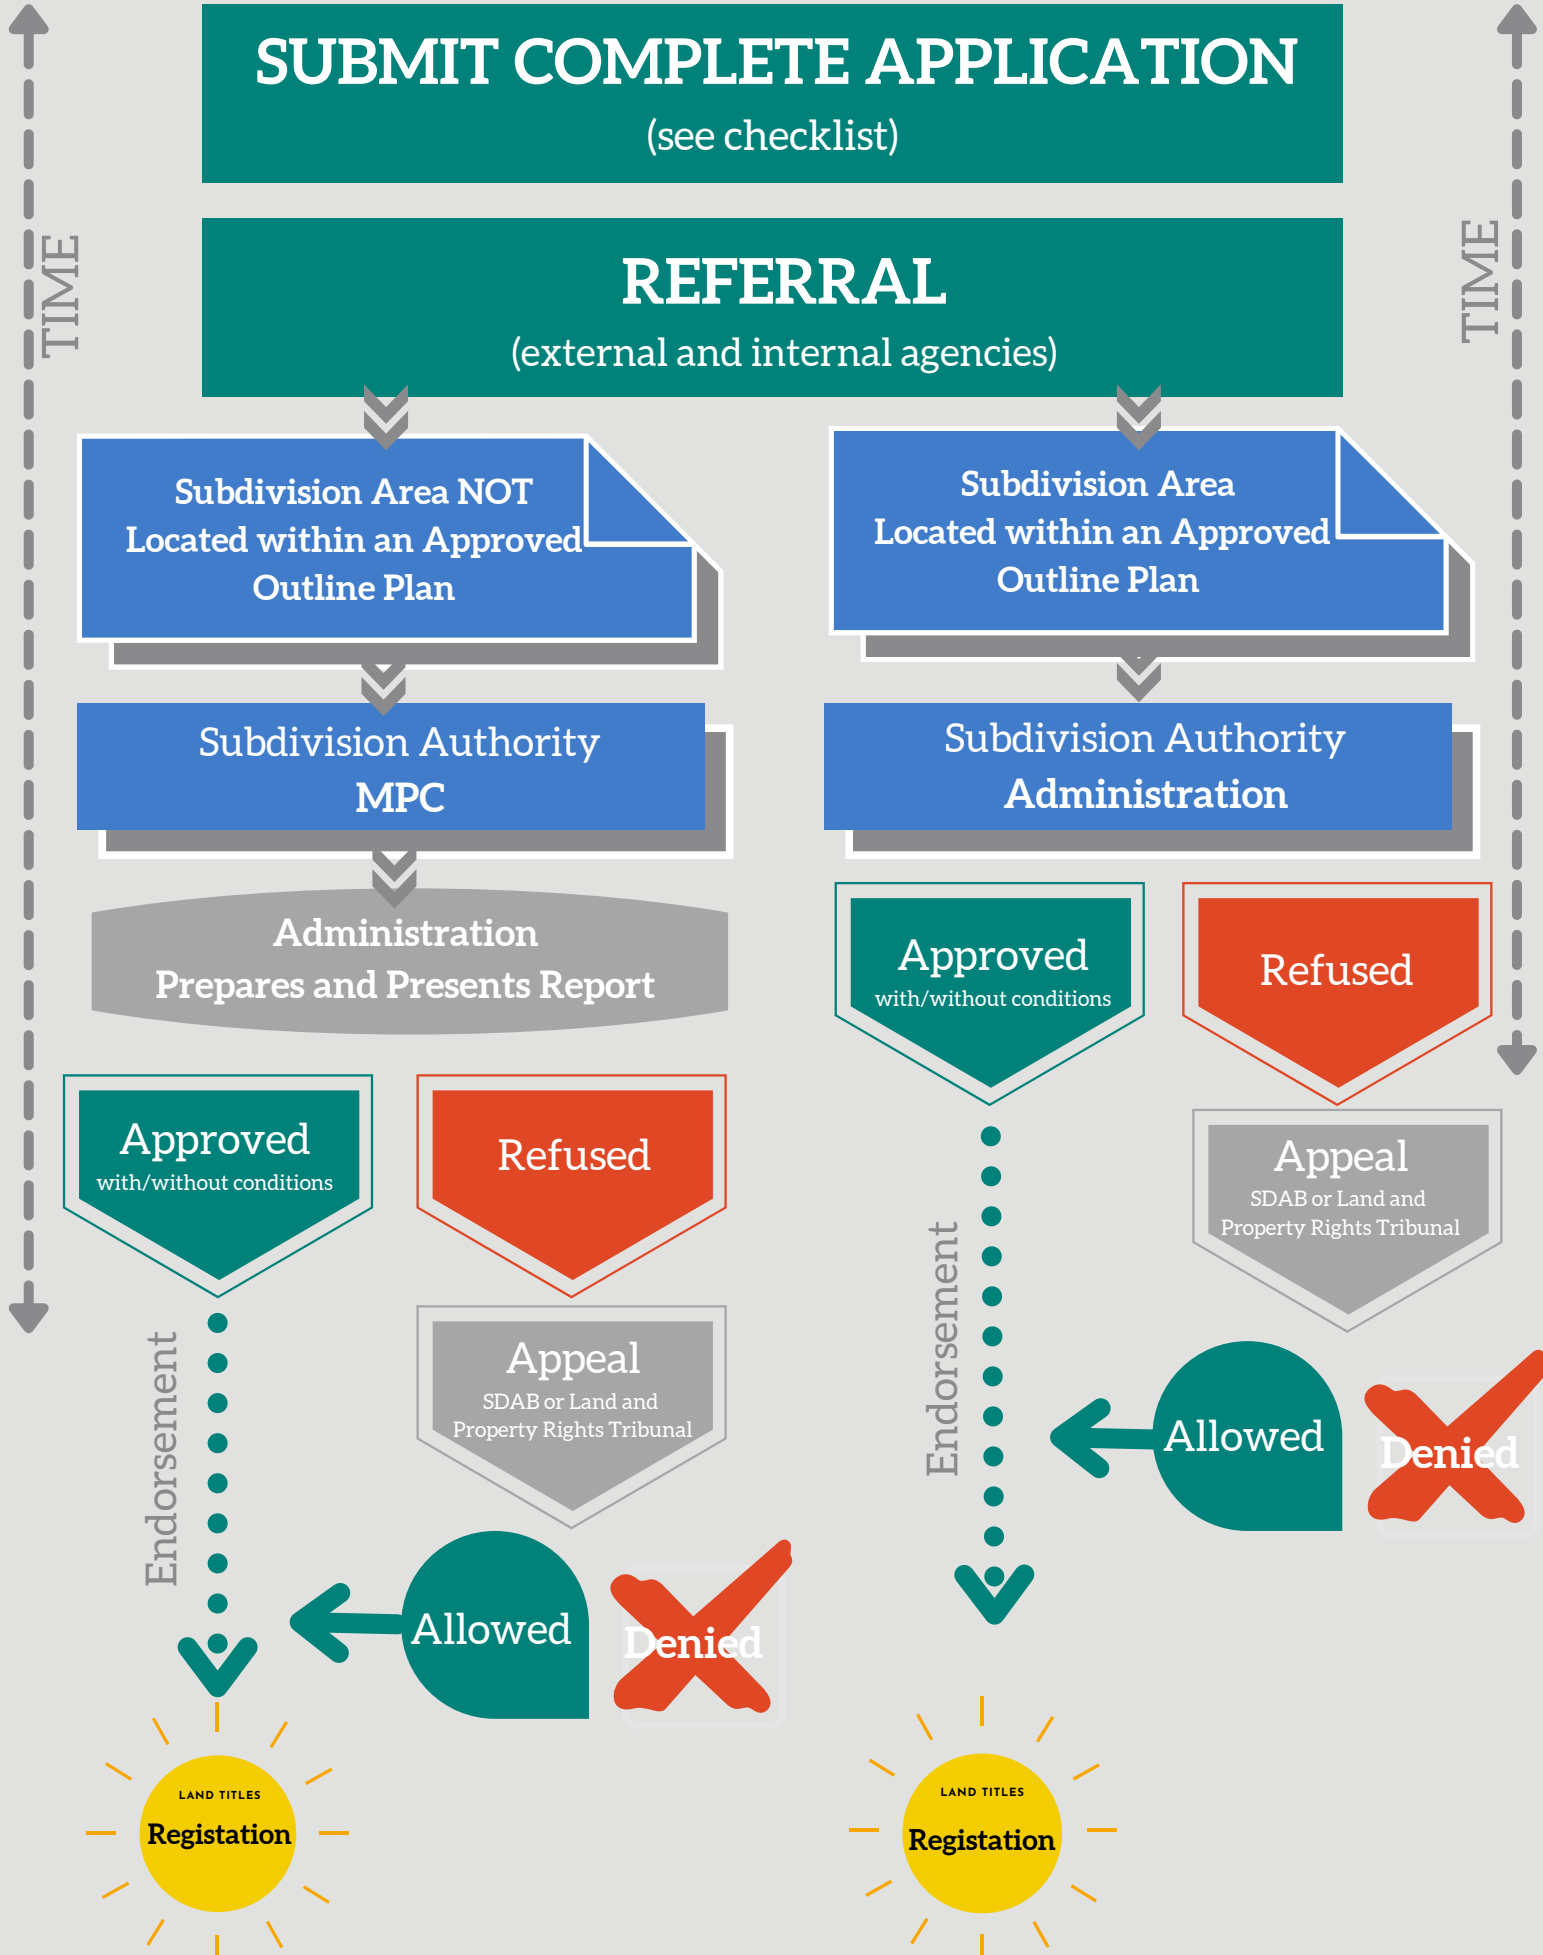 SUBMIT COMPLETE APPLICATION
(see checklist)
TIME
TIME
REFERRAL
(external and internal agencies)
Subdivision Area NOT
Located within an Approved
Outline Plan
Subdivision Authority
MPC
Administration
Prepares and Presents Report
Approved
with/without conditions
Refused
Appeal
SDAB or Land and
Property Rights Tribunal
Endorsement
Allowed
Denied
LAND TITLES
Registation
Subdivision Area
Located within an Approved
Outline Plan
Subdivision Authority
Administration
Approved
with/without conditions
Refused
Appeal
SDAB or Land and
Property Rights Tribunal
Endorsement
Allowed
Denied
LAND TITLES
Registation